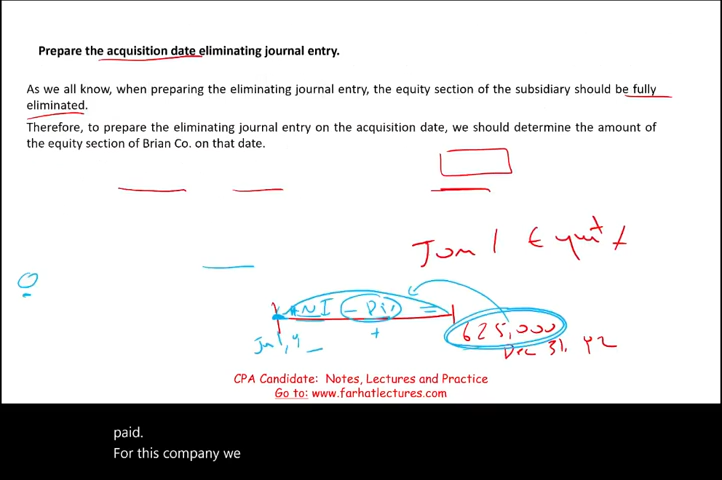 Prepare the acquisition date eliminating journal entry.
As we all know, when preparing the eliminating journal entry, the equity section of the subsidiary should be fully
eliminated.
Therefore, to prepare the eliminating journal entry on the acquisition date, we should determine the amount of
the equity section of Brian Co. on that date.
Jan 1 Equity
+ NI - Div =
+
625,000
Dec 31, Y2
CPA Candidate: Notes, Lectures and Practice
Go to: www.farhatlectures.com
paid.
For this company we